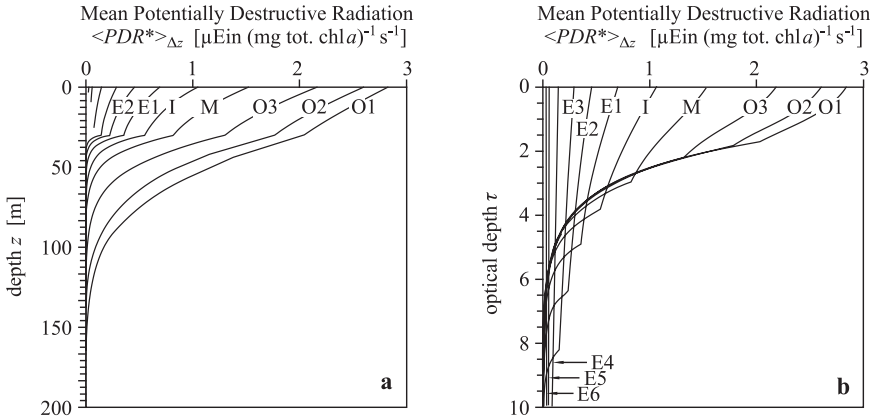 Mean Potentially Destructive Radiation
<PDR*>Δz [µEin (mg tot. chl a)-1 s-1]
0 1 2 3
0
50
100
150
200
depth z [m]
E2 E1 I M O3 O2 O1
a
Mean Potentially Destructive Radiation
<PDR*>Δz [µEin (mg tot. chl a)-1 s-1]
0 1 2 3
0
2
4
6
8
10
optical depth τ
E3 E1 I M O3 O2 O1
E2
E4
E5
E6
b